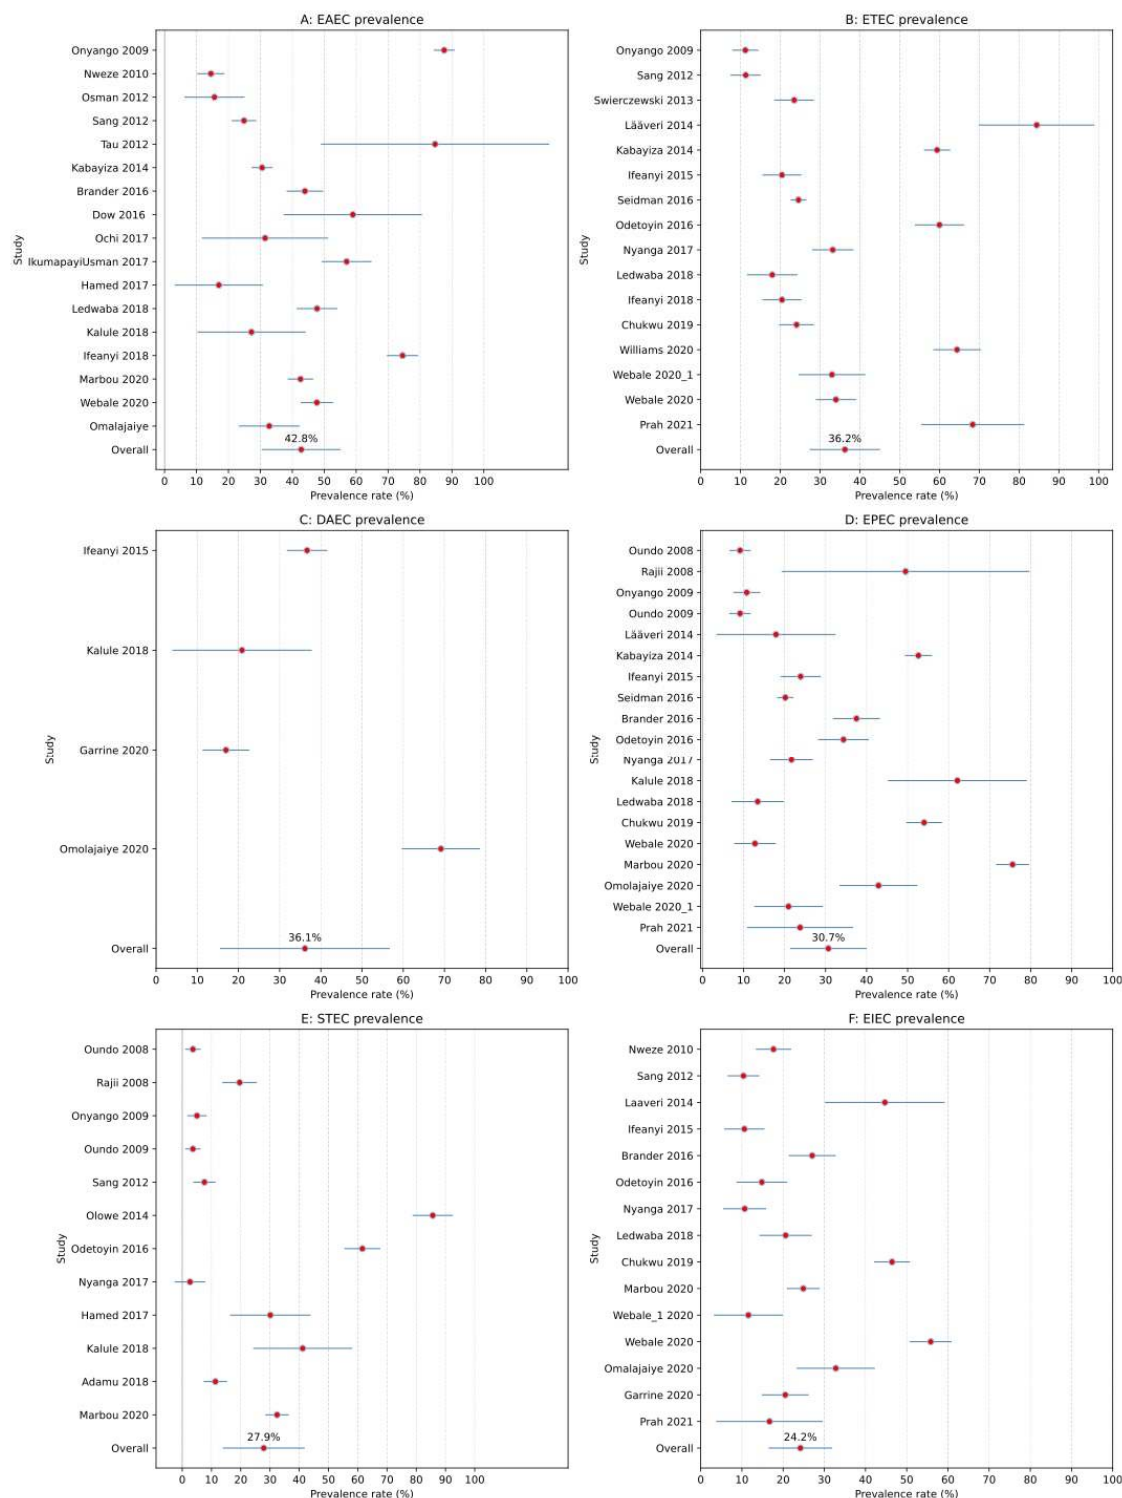 A: EAEC prevalence
Onyango 2009
Nweze 2010
Osman 2012
Sang 2012
Tau 2012
Kabayiza 2014
Brander 2016
Dow 2016
Ochi 2017
IkumapayiUsman 2017
Hamed 2017
Ledwaba 2018
Kalule 2018
Ifeanyi 2018
Marbou 2020
Webale 2020
Omalajaiye
Overall
42.8%
Study
0 10 20 30 40 50 60 70 80 90 100
Prevalence rate (%)
B: ETEC prevalence
Onyango 2009
Sang 2012
Swierczewski 2013
Lääveri 2014
Kabayiza 2014
Ifeanyi 2015
Seidman 2016
Odetoyin 2016
Nyanga 2017
Ledwaba 2018
Ifeanyi 2018
Chukwu 2019
Williams 2020
Webale 2020_1
Webale 2020
Prah 2021
Overall
36.2%
Study
0 10 20 30 40 50 60 70 80 90 100
Prevalence rate (%)
C: DAEC prevalence
Ifeanyi 2015
Kalule 2018
Garrine 2020
Omolajaiye 2020
Overall
36.1%
Study
0 10 20 30 40 50 60 70 80 90 100
Prevalence rate (%)
D: EPEC prevalence
Oundo 2008
Rajii 2008
Onyango 2009
Oundo 2009
Lääveri 2014
Kabayiza 2014
Ifeanyi 2015
Seidman 2016
Brander 2016
Odetoyin 2016
Nyanga 2017
Kalule 2018
Ledwaba 2018
Chukwu 2019
Webale 2020
Marbou 2020
Omolajaiye 2020
Webale 2020_1
Prah 2021
Overall
30.7%
Study
0 10 20 30 40 50 60 70 80 90 100
Prevalence rate (%)
E: STEC prevalence
Oundo 2008
Rajii 2008
Onyango 2009
Oundo 2009
Sang 2012
Olowe 2014
Odetoyin 2016
Nyanga 2017
Hamed 2017
Kalule 2018
Adamu 2018
Marbou 2020
Overall
27.9%
Study
0 10 20 30 40 50 60 70 80 90 100
Prevalence rate (%)
F: EIEC prevalence
Nweze 2010
Sang 2012
Laaveri 2014
Ifeanyi 2015
Brander 2016
Odetoyin 2016
Nyanga 2017
Ledwaba 2018
Chukwu 2019
Marbou 2020
Webale_1 2020
Webale 2020
Omalajaiye 2020
Garrine 2020
Prah 2021
Overall
24.2%
Study
0 10 20 30 40 50 60 70 80 90 100
Prevalence rate (%)